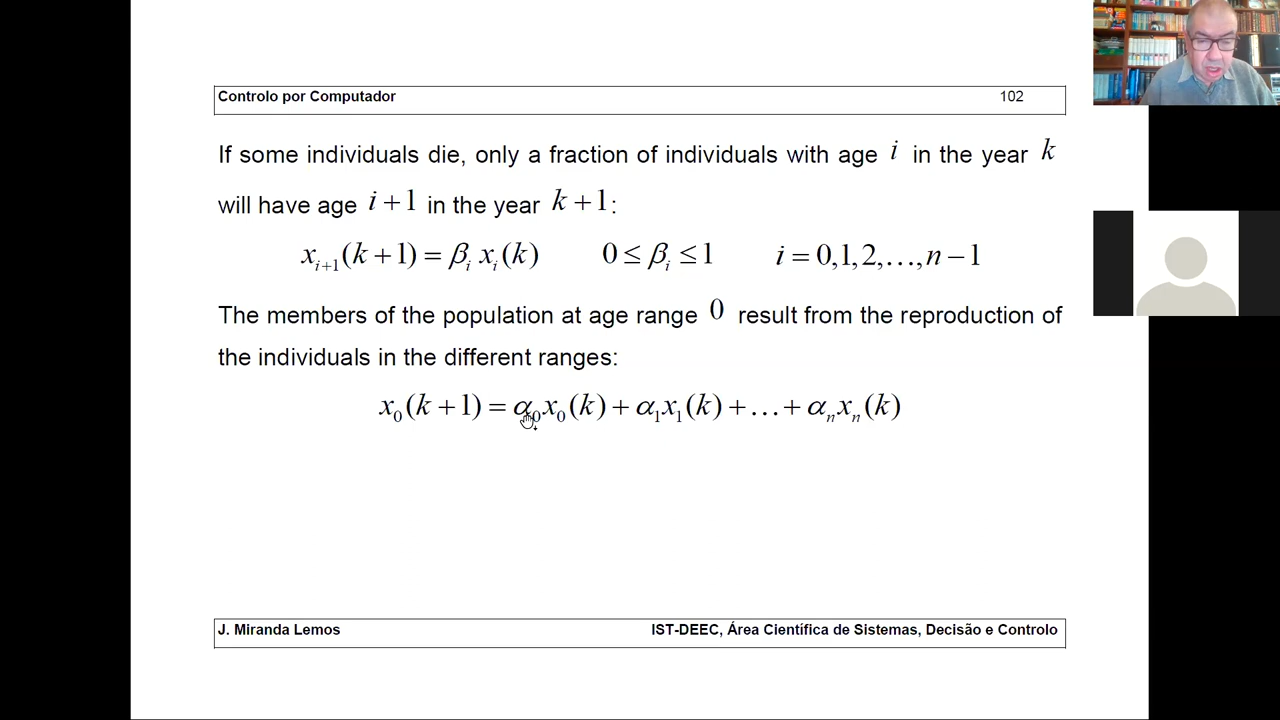 Controlo por Computador 102
If some individuals die, only a fraction of individuals with age i in the year k
will have age i + 1 in the year k + 1 :
x_{i+1}(k + 1) = β_i x_i(k) 0 ≤ β_i ≤ 1 i = 0,1,2,…,n − 1
The members of the population at age range 0 result from the reproduction of
the individuals in the different ranges:
x_0(k + 1) = α_0 x_0(k) + α_1 x_1(k) + … + α_n x_n(k)
J. Miranda Lemos IST-DEEC, Área Científica de Sistemas, Decisão e Controlo